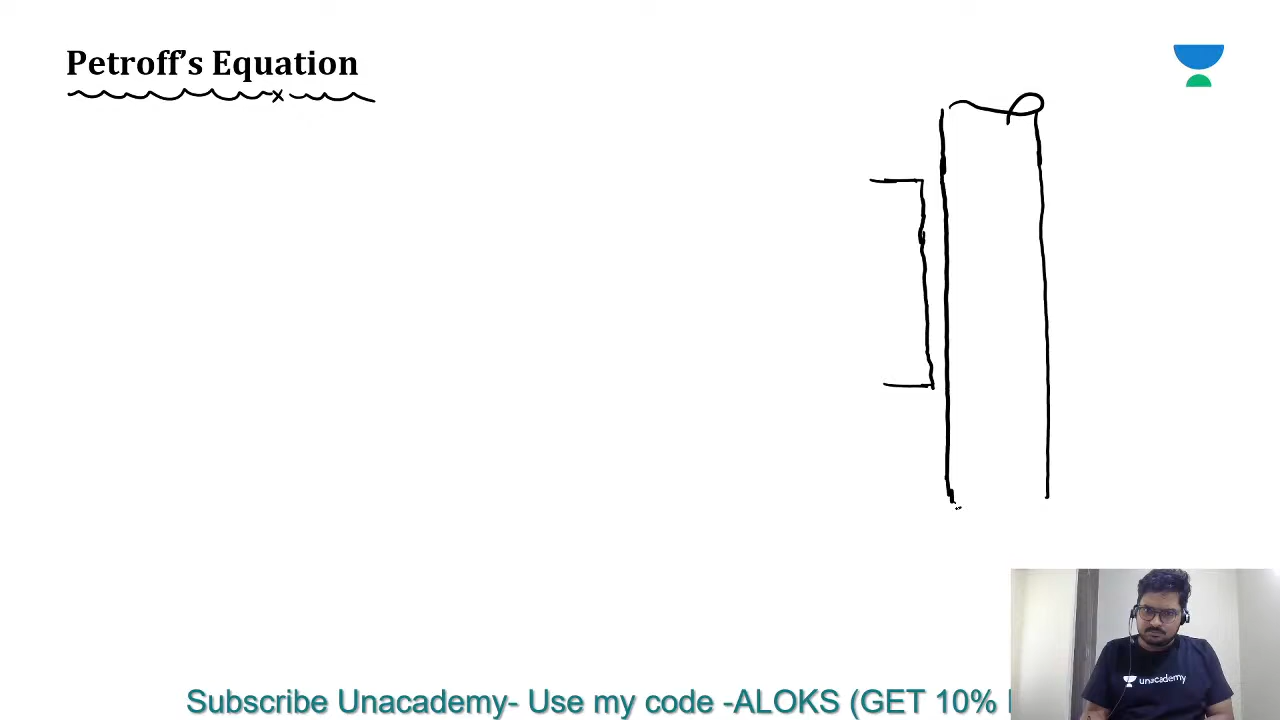 Petroff's Equation
unacademy
Subscribe Unacademy- Use my code -ALOKS (GET 10%